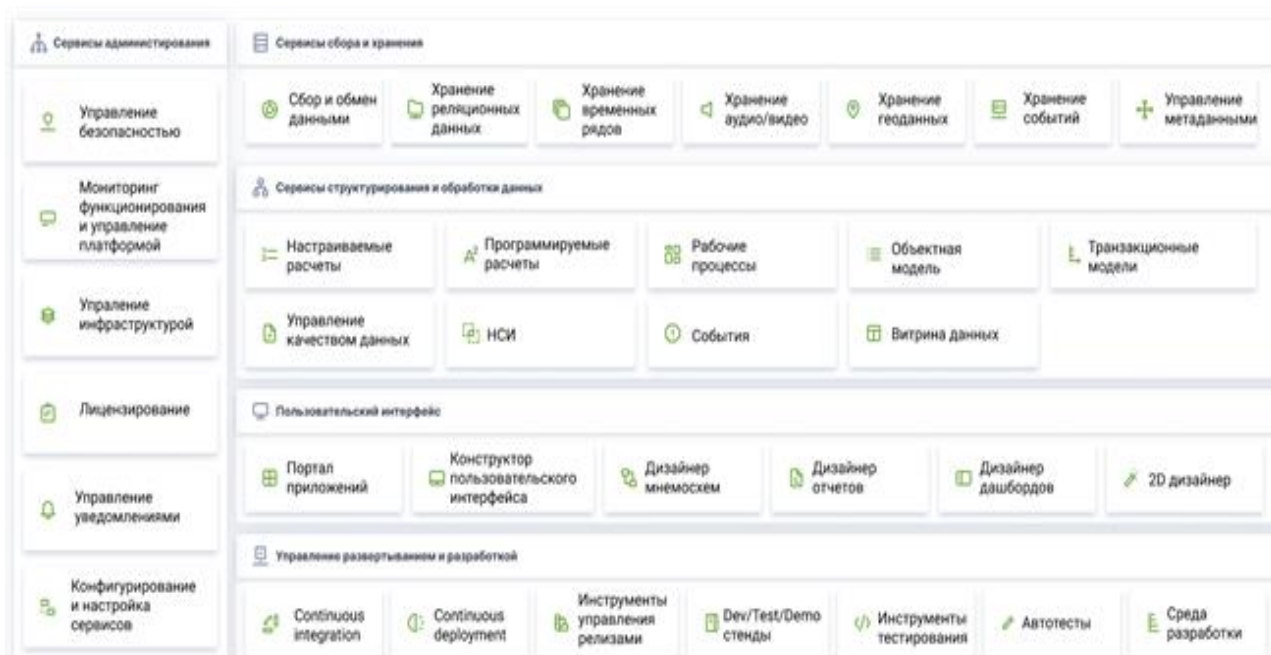 Сервисы администрирования
Управление
безопасностью
Мониторинг
функционирования
и управление
платформой
Упраление
инфраструктурой
Лицензирование
Управление
уведомлениями
Конфигурирование
и настройка
сервисов
Сервисы сбора и хранения
Сбор и обмен
данными
Хранение
реляционных
данных
Хранение
временных
рядов
Хранение
аудио/видео
Хранение
геоданных
Хранение
событий
Управление
метаданными
Сервисы структурирования и обработки данных
Настраиваемые
расчеты
Программируемые
расчеты
Рабочие
процессы
Объектная
модель
Транзакционные
модели
Управление
качеством данных
НСИ
События
Витрина данных
Пользовательский интерфейс
Портал
приложений
Конструктор
пользовательского
интерфейса
Дизайнер
мнемосхем
Дизайнер
отчетов
Дизайнер
дашбордов
2D дизайнер
Управление развертыванием и разработкой
Continuous
integration
Continuous
deployment
Инструменты
управления
релизами
Dev/Test/Demo
стенды
Инструменты
тестирования
Автотесты
Среда
разработки